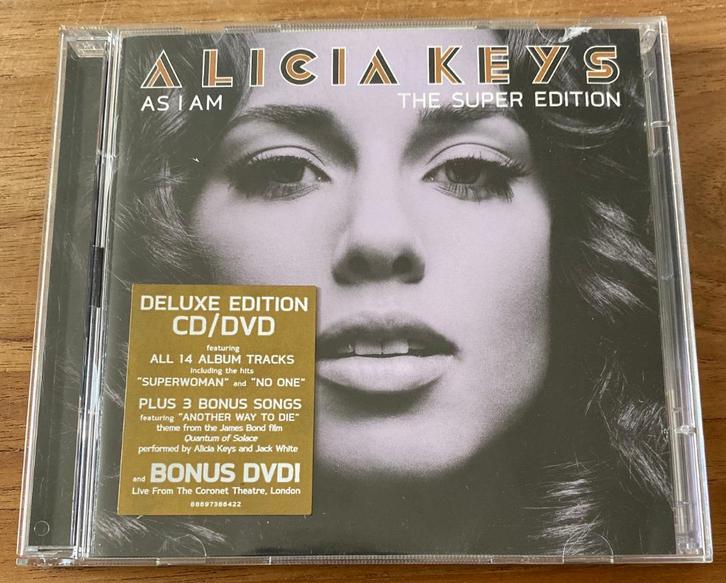 ALICIA KEYS
AS I AM THE SUPER EDITION
DELUXE EDITION
CD/DVD
featuring
ALL 14 ALBUM TRACKS
including the hits
"SUPERWOMAN" and "NO ONE"
PLUS 3 BONUS SONGS
featuring "ANOTHER WAY TO DIE"
theme from the James Bond film
Quantum of Solace
performed by Alicia Keys and Jack White
and BONUS DVD!
Live From The Coronet Theatre, London
88697386422